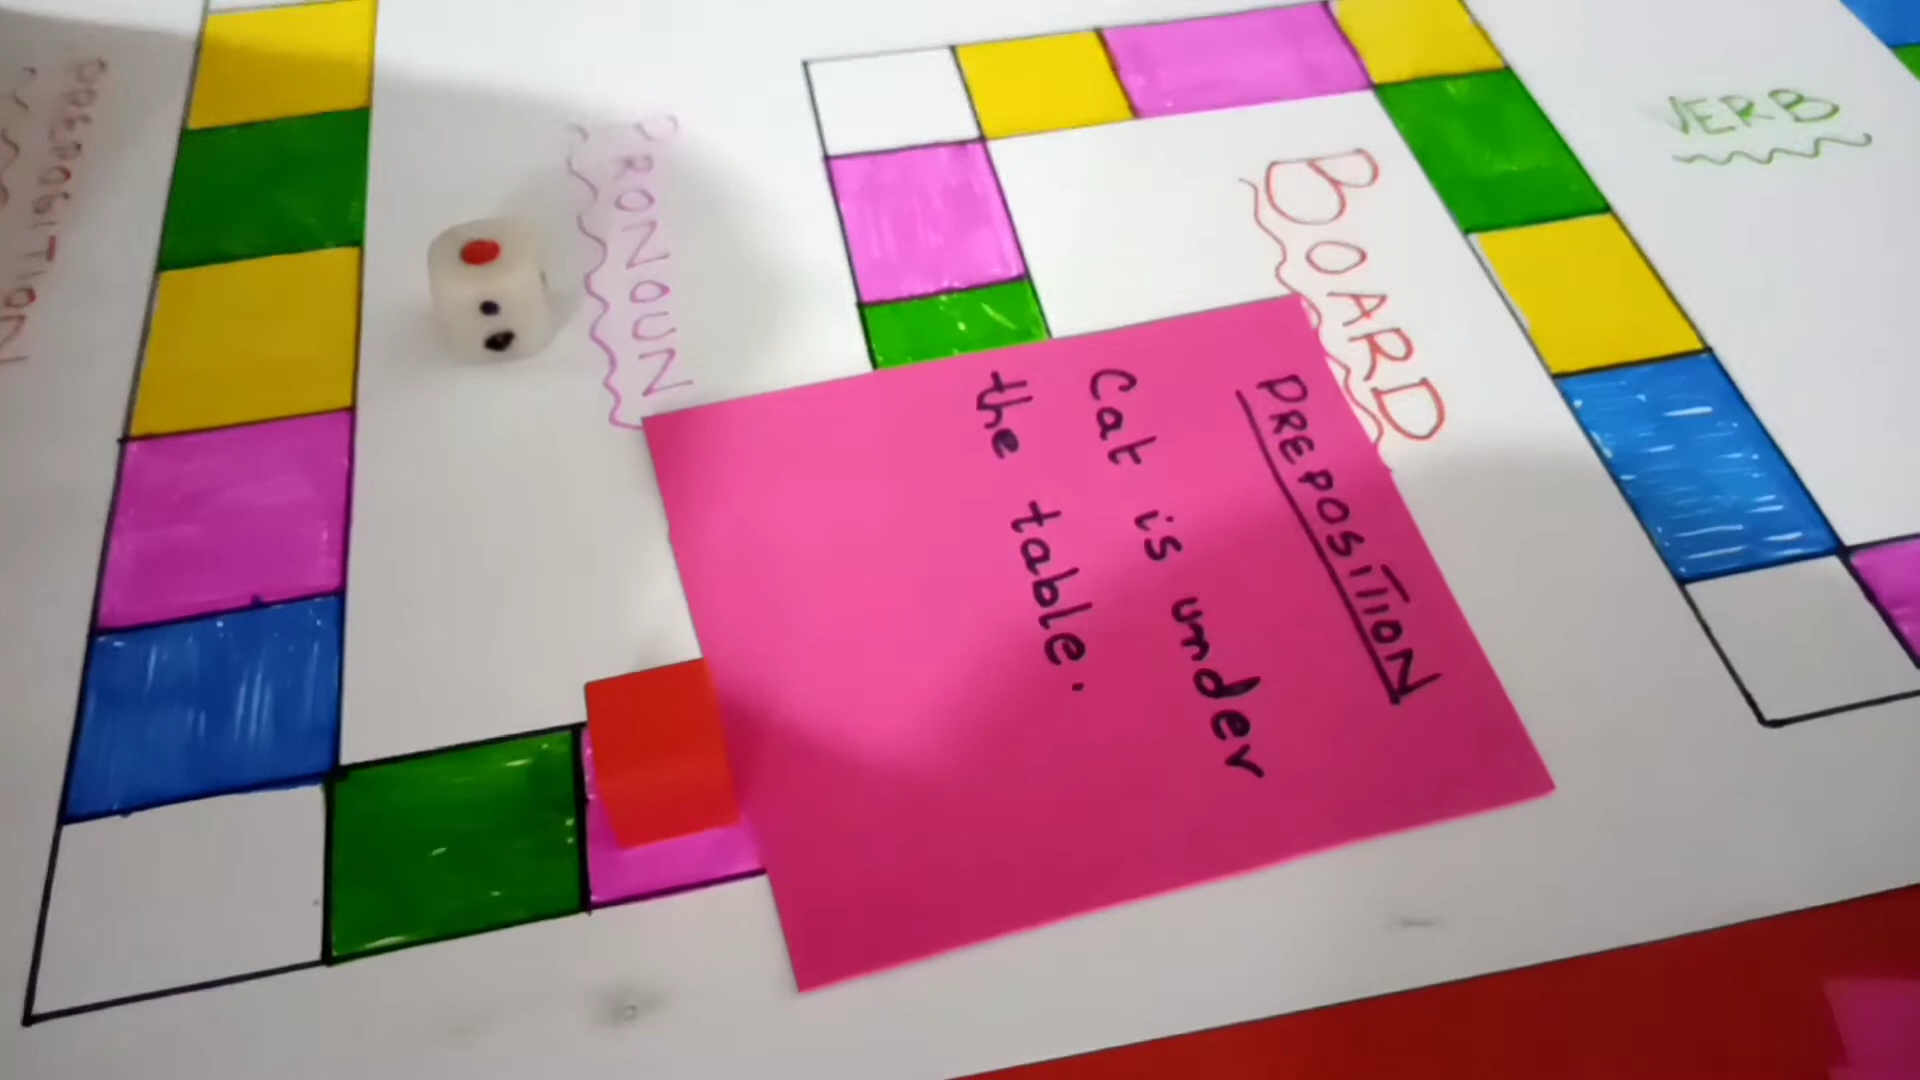 PREPOSITION
PRONOUN
BOARD
VERB
PREPOSITION
Cat is under
the table.